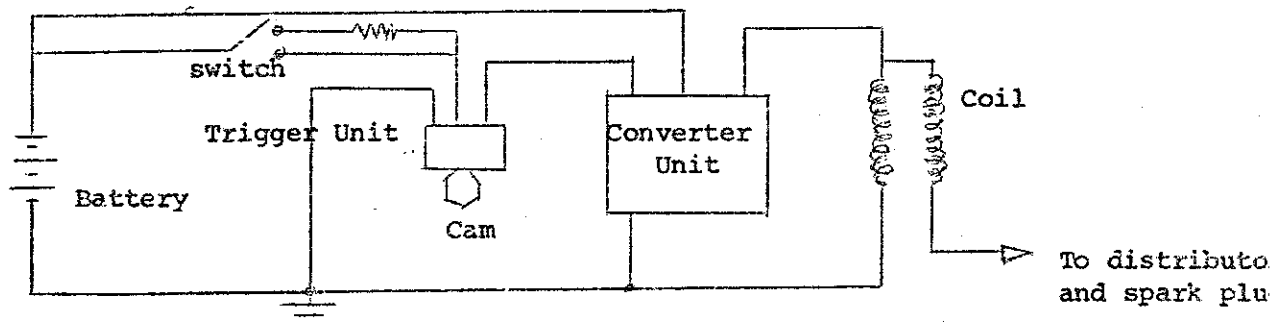 switch
Trigger Unit
Converter
Unit
Coil
Battery
Cam
To distributo
and spark plu